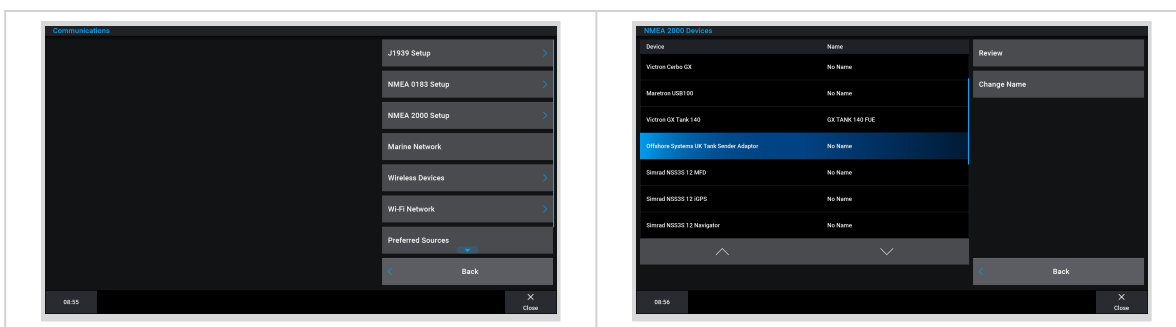 Communications
J1939 Setup
NMEA 0183 Setup
NMEA 2000 Setup
Marine Network
Wireless Devices
Wi-Fi Network
Preferred Sources
Back
08:55
Close
NMEA 2000 Devices
Device Name
Victron Cerbo GX No Name
Maretron USB100 No Name
Victron GX Tank 140 GX TANK 140 FUE
Offshore Systems UK Tank Sender Adaptor No Name
Simrad NSS3S 12 MFD No Name
Simrad NSS3S 12 iGPS No Name
Simrad NSS3S 12 Navigator No Name
Review
Change Name
Back
08:56
Close